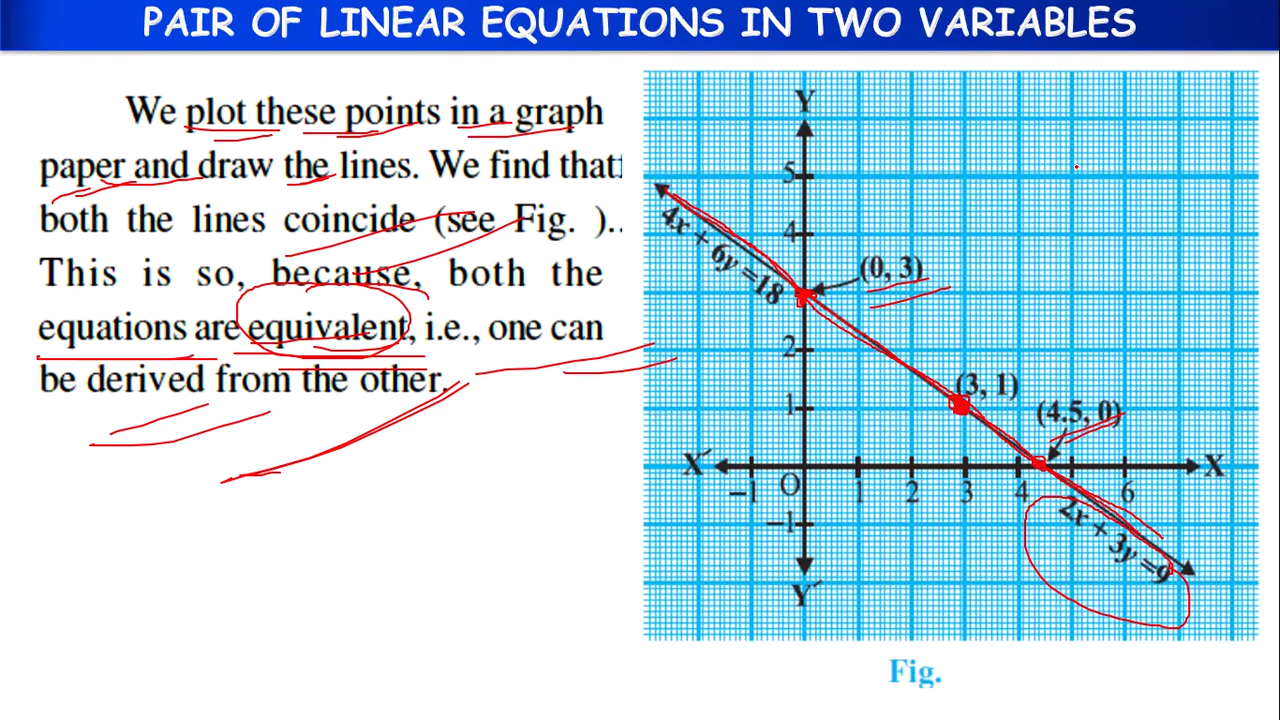 PAIR OF LINEAR EQUATIONS IN TWO VARIABLES
We plot these points in a graph
paper and draw the lines. We find that
both the lines coincide (see Fig. )..
This is so, because, both the
equations are equivalent, i.e., one can
be derived from the other.
Y
5
4
4x + 6y =18
(0, 3)
2
(3, 1)
1
(4.5, 0)
X´
X
–1
O
1
2
3
4
6
–1
2x + 3y =9
Y´
Fig.